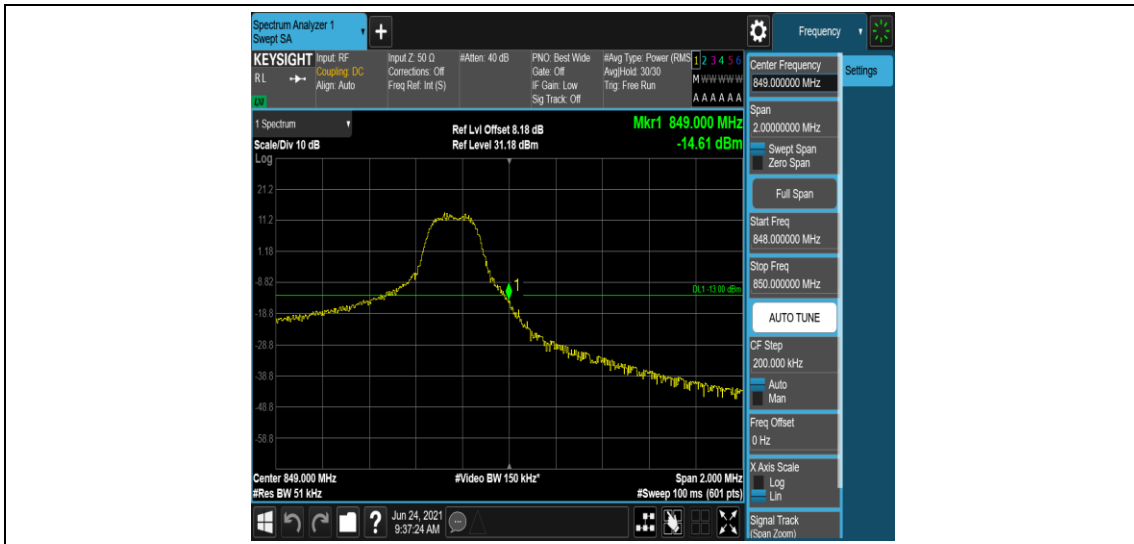 Spectrum Analyzer 1
Swept SA
Frequency
KEYSIGHT
RL
LXI
Input: RF
Coupling: DC
Align: Auto
Input Z: 50 Ω
Corrections: Off
Freq Ref: Int (S)
#Atten: 40 dB
PNO: Best Wide
Gate: Off
IF Gain: Low
Sig Track: Off
#Avg Type: Power (RMS
Avg|Hold: 30/30
Trig: Free Run
1 2 3 4 5 6
M W W W W W
A A A A A A
1 Spectrum
Scale/Div 10 dB
Log
Ref Lvl Offset 8.18 dB
Ref Level 31.18 dBm
Mkr1 849.000 MHz
-14.61 dBm
21.2
11.2
1.18
-8.82
-18.8
-28.8
-38.8
-48.8
-58.8
1
DL1 -13.00 dBm
Center 849.000 MHz
#Res BW 51 kHz
#Video BW 150 kHz*
Span 2.000 MHz
#Sweep 100 ms (601 pts)
Jun 24, 2021
9:37:24 AM
Center Frequency
849.000000 MHz
Settings
Span
2.00000000 MHz
Swept Span
Zero Span
Full Span
Start Freq
848.000000 MHz
Stop Freq
850.000000 MHz
AUTO TUNE
CF Step
200.000 kHz
Auto
Man
Freq Offset
0 Hz
X Axis Scale
Log
Lin
Signal Track
(Span Zoom)